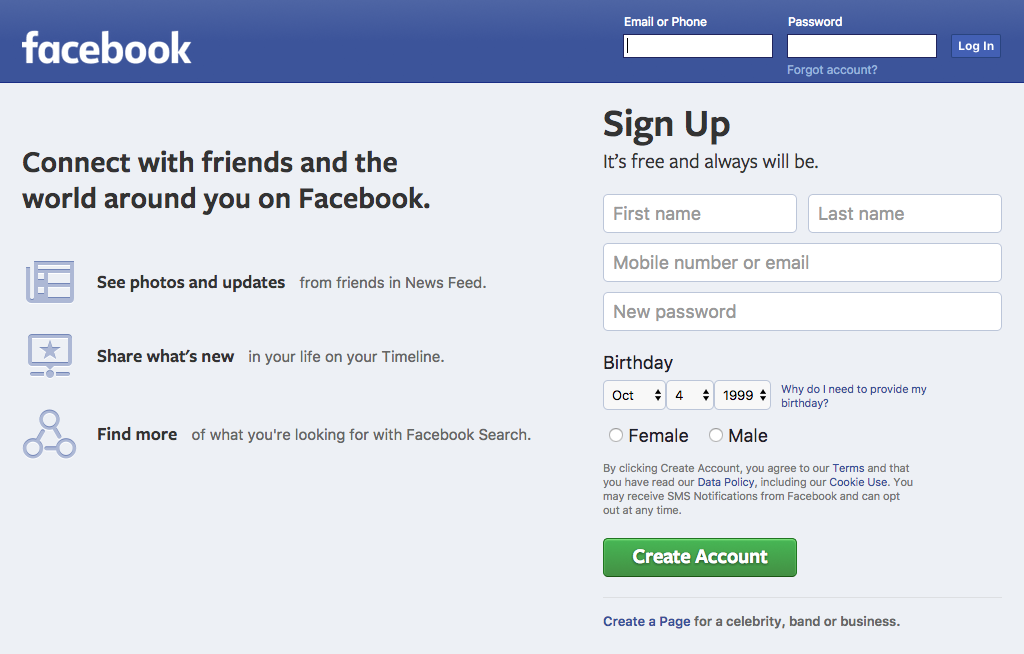 facebook
Email or Phone
Password
Log In
Forgot account?
Connect with friends and the
world around you on Facebook.
See photos and updates from friends in News Feed.
Share what's new in your life on your Timeline.
Find more of what you're looking for with Facebook Search.
Sign Up
It's free and always will be.
First name
Last name
Mobile number or email
New password
Birthday
Oct 4 1999
Why do I need to provide my
birthday?
Female Male
By clicking Create Account, you agree to our Terms and that
you have read our Data Policy, including our Cookie Use. You
may receive SMS Notifications from Facebook and can opt
out at any time.
Create Account
Create a Page for a celebrity, band or business.